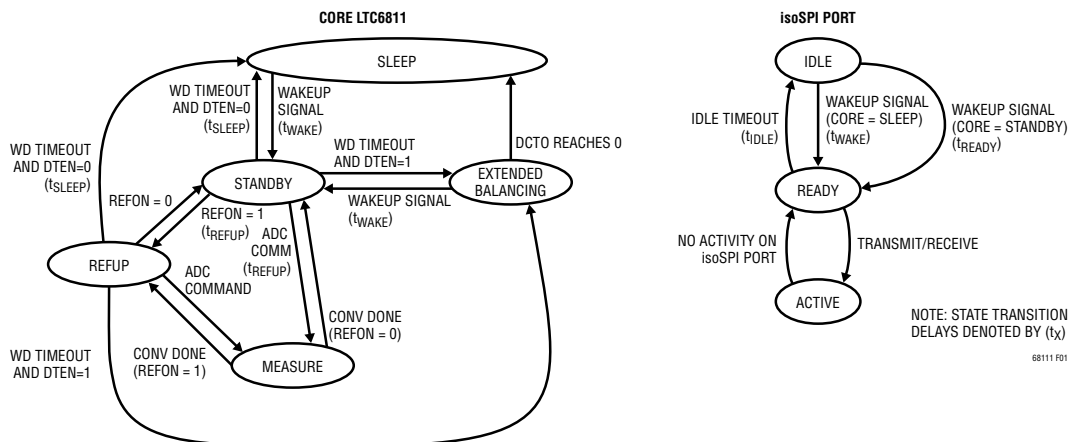 CORE LTC6811
isoSPI PORT
SLEEP
WD TIMEOUT
AND DTEN=0
(tSLEEP)
WAKEUP
SIGNAL
(tWAKE)
WD TIMEOUT
AND DTEN=0
(tSLEEP)
WD TIMEOUT
AND DTEN=1
DCTO REACHES 0
STANDBY
EXTENDED
BALANCING
WAKEUP SIGNAL
(tWAKE)
REFON = 0
REFON = 1
(tREFUP)
ADC
COMM
(tREFUP)
REFUP
ADC
COMMAND
CONV DONE
(REFON = 0)
CONV DONE
(REFON = 1)
MEASURE
WD TIMEOUT
AND DTEN=1
IDLE
IDLE TIMEOUT
(tIDLE)
WAKEUP SIGNAL
(CORE = SLEEP)
(tWAKE)
WAKEUP SIGNAL
(CORE = STANDBY)
(tREADY)
READY
NO ACTIVITY ON
isoSPI PORT
TRANSMIT/RECEIVE
ACTIVE
NOTE: STATE TRANSITION
DELAYS DENOTED BY (tX)
68111 F01